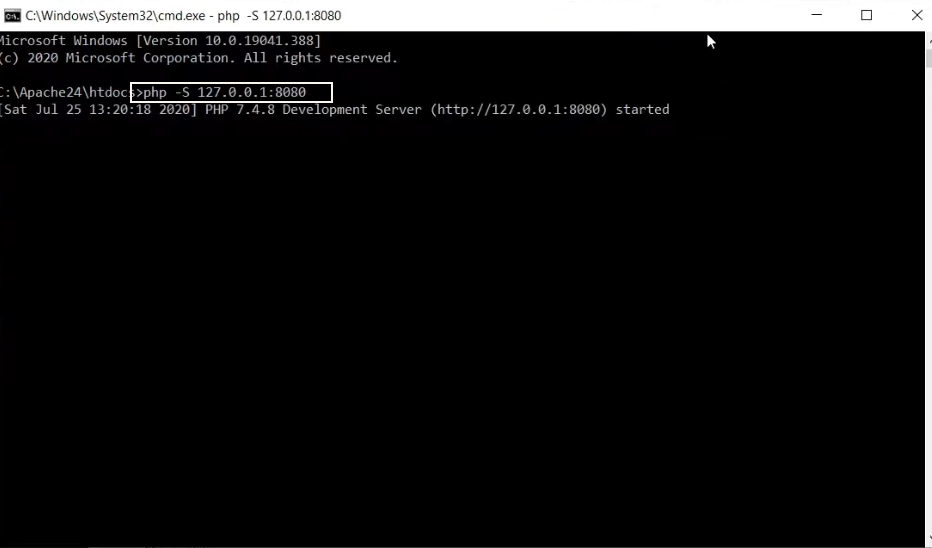 C:\Windows\System32\cmd.exe - php  -S 127.0.0.1:8080
Microsoft Windows [Version 10.0.19041.388]
(c) 2020 Microsoft Corporation. All rights reserved.
C:\Apache24\htdocs>php -S 127.0.0.1:8080
[Sat Jul 25 13:20:18 2020] PHP 7.4.8 Development Server (http://127.0.0.1:8080) started